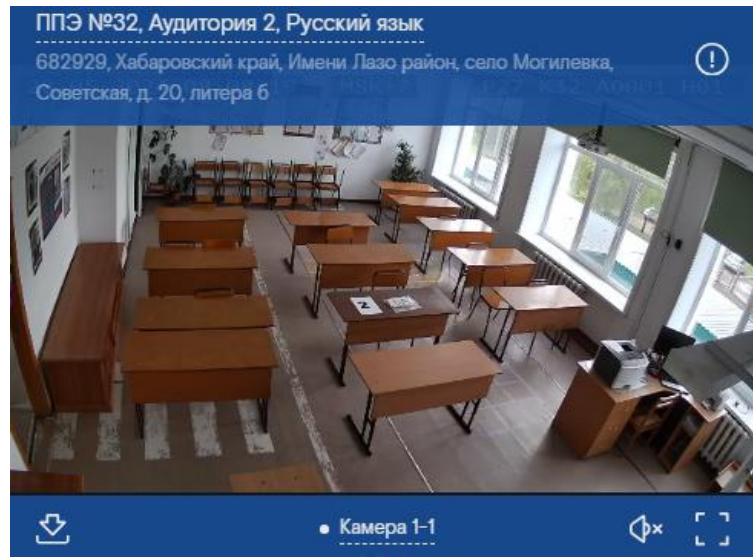 ППЭ №32, Аудитория 2, Русский язык
682929, Хабаровский край, Имени Лазо район, село Могилевка,
Советская, д. 20, литера б
2
Камера 1-1